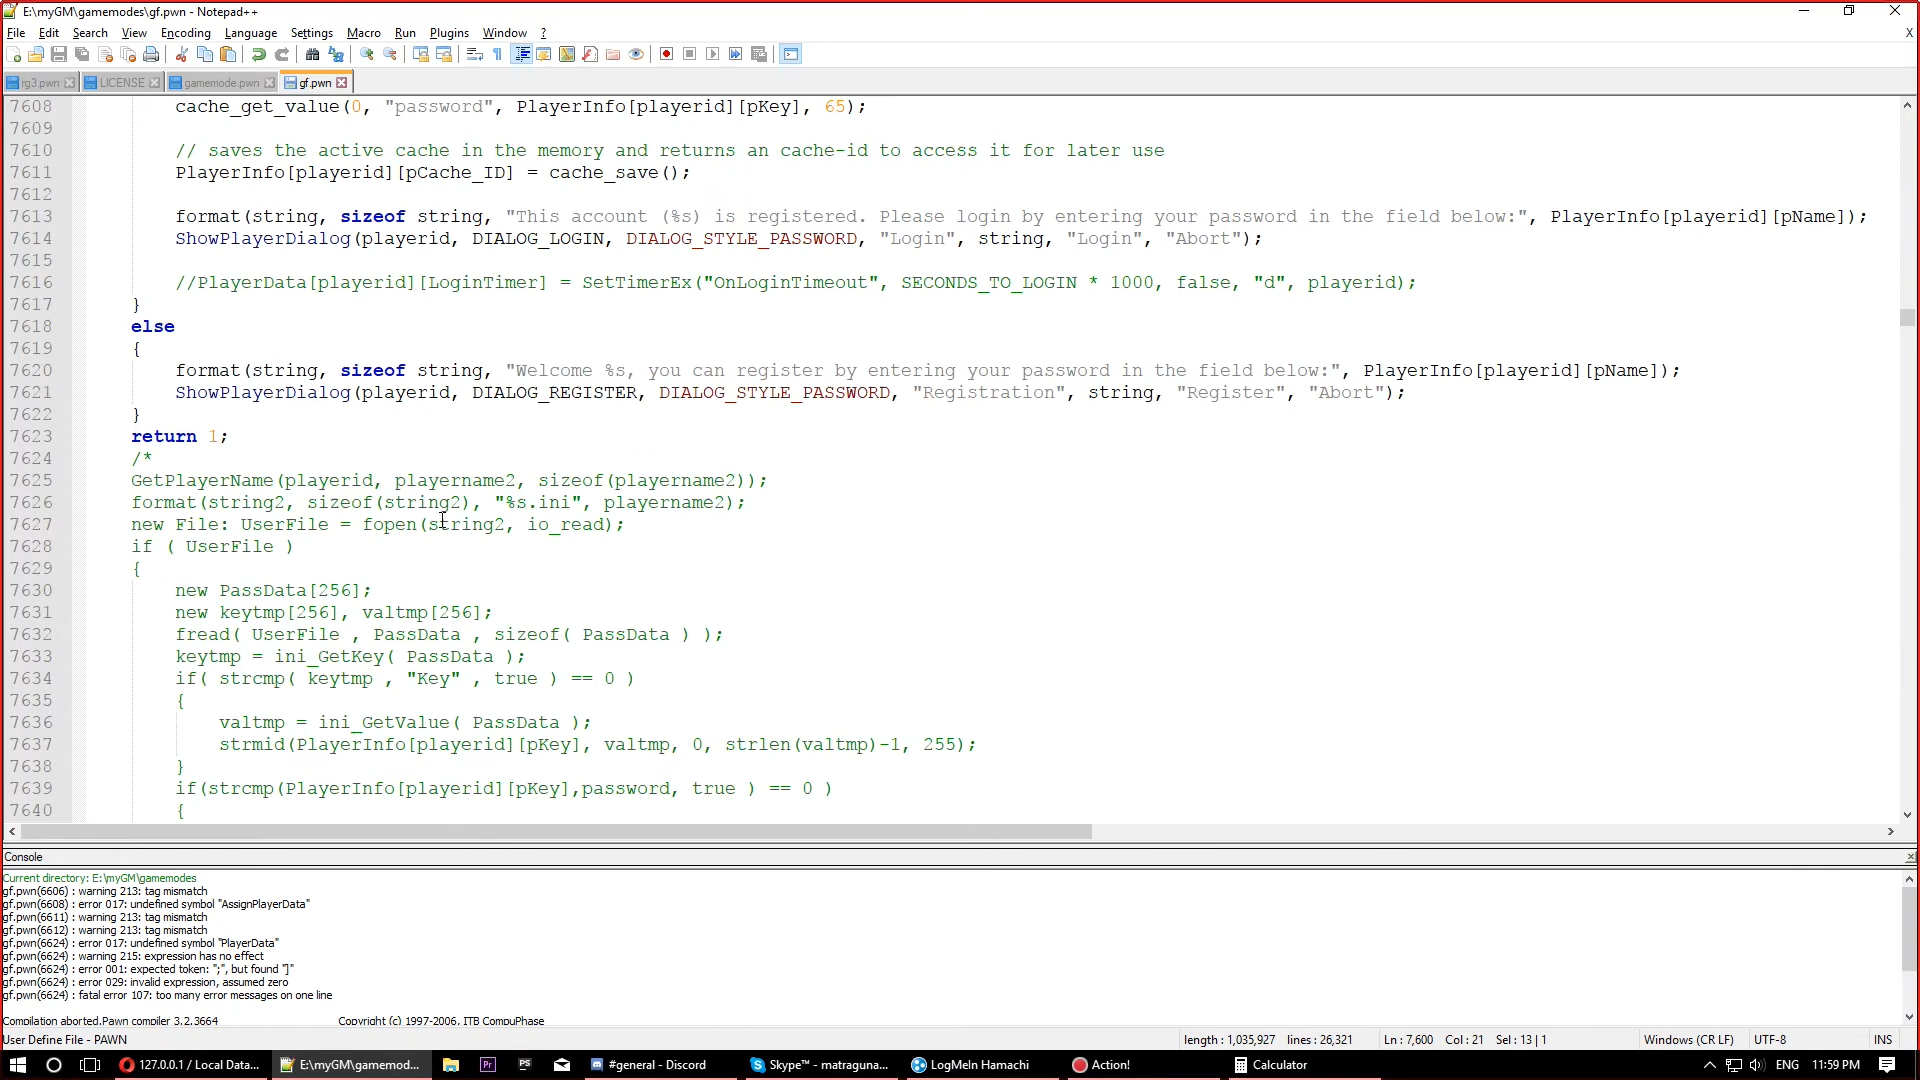 E:\myGM\gamemodes\gf.pwn - Notepad++
File Edit Search View Encoding Language Settings Macro Run Plugins Window ? X
rg3.pwn LICENSE gamemode.pwn gf.pwn
7608 cache_get_value(0, "password", PlayerInfo[playerid][pKey], 65);
7609
7610 // saves the active cache in the memory and returns an cache-id to access it for later use
7611 PlayerInfo[playerid][pCache_ID] = cache_save();
7612
7613 format(string, sizeof string, "This account (%s) is registered. Please login by entering your password in the field below:", PlayerInfo[playerid][pName]);
7614 ShowPlayerDialog(playerid, DIALOG_LOGIN, DIALOG_STYLE_PASSWORD, "Login", string, "Login", "Abort");
7615
7616 //PlayerData[playerid][LoginTimer] = SetTimerEx("OnLoginTimeout", SECONDS_TO_LOGIN * 1000, false, "d", playerid);
7617 }
7618 else
7619 {
7620 format(string, sizeof string, "Welcome %s, you can register by entering your password in the field below:", PlayerInfo[playerid][pName]);
7621 ShowPlayerDialog(playerid, DIALOG_REGISTER, DIALOG_STYLE_PASSWORD, "Registration", string, "Register", "Abort");
7622 }
7623 return 1;
7624 /*
7625 GetPlayerName(playerid, playername2, sizeof(playername2));
7626 format(string2, sizeof(string2), "%s.ini", playername2);
7627 new File: UserFile = fopen(string2, io_read);
7628 if ( UserFile )
7629 {
7630 new PassData[256];
7631 new keytmp[256], valtmp[256];
7632 fread( UserFile , PassData , sizeof( PassData ) );
7633 keytmp = ini_GetKey( PassData );
7634 if( strcmp( keytmp , "Key" , true ) == 0 )
7635 {
7636 valtmp = ini_GetValue( PassData );
7637 strmid(PlayerInfo[playerid][pKey], valtmp, 0, strlen(valtmp)-1, 255);
7638 }
7639 if(strcmp(PlayerInfo[playerid][pKey],password, true ) == 0 )
7640 {
Console
Current directory: E:\myGM\gamemodes
gf.pwn(6606) : warning 213: tag mismatch
gf.pwn(6608) : error 017: undefined symbol "AssignPlayerData"
gf.pwn(6611) : warning 213: tag mismatch
gf.pwn(6612) : warning 213: tag mismatch
gf.pwn(6624) : error 017: undefined symbol "PlayerData"
gf.pwn(6624) : warning 215: expression has no effect
gf.pwn(6624) : error 001: expected token: ";", but found "]"
gf.pwn(6624) : error 029: invalid expression, assumed zero
gf.pwn(6624) : fatal error 107: too many error messages on one line
Compilation aborted.Pawn compiler 3.2.3664 Copyright (c) 1997-2006, ITB CompuPhase
User Define File - PAWN length : 1,035,927 lines : 26,321 Ln : 7,600 Col : 21 Sel : 13 | 1 Windows (CR LF) UTF-8 INS
127.0.0.1 / Local Data... E:\myGM\gamemod... Pr PS #general - Discord Skype™ - matraguna... LogMeIn Hamachi Action! Calculator ENG 11:59 PM